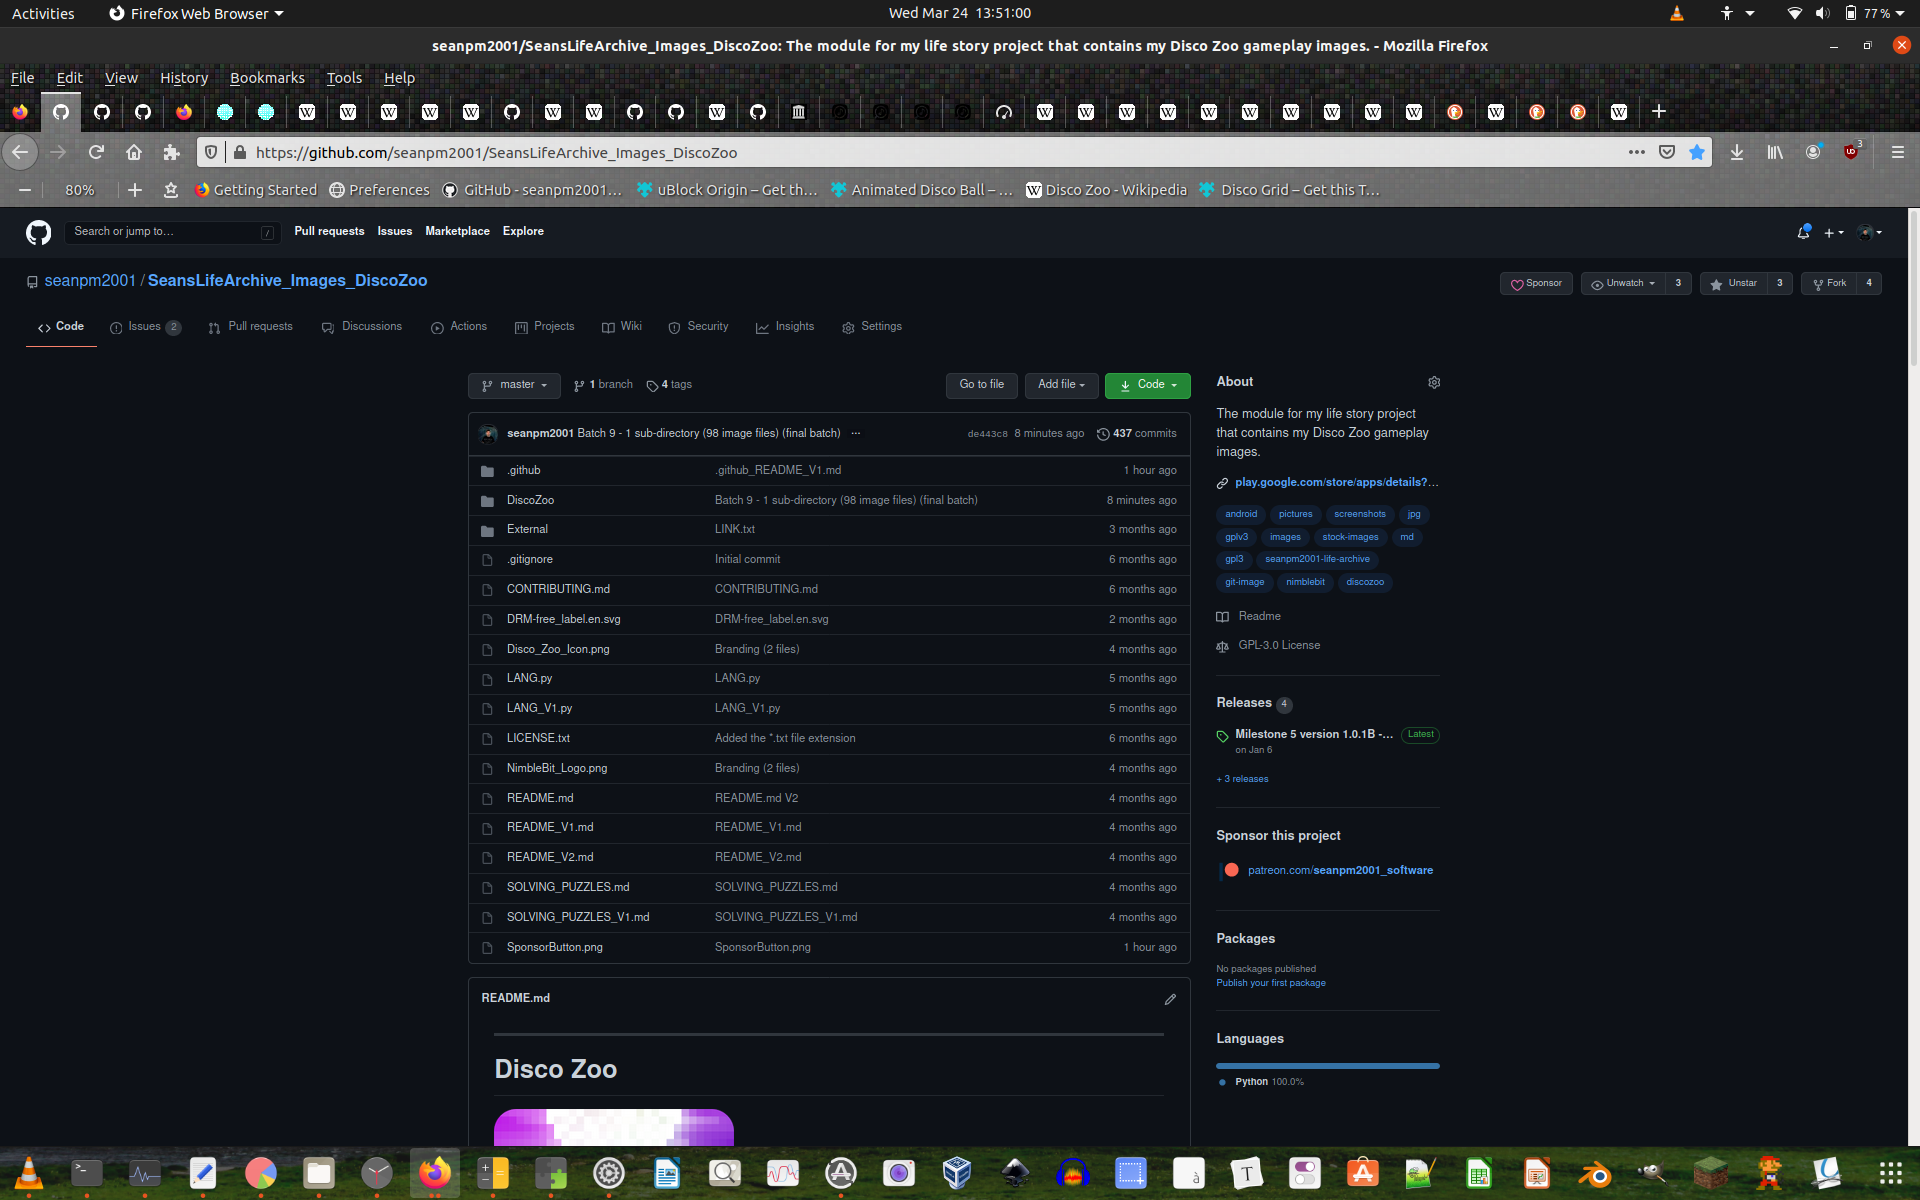 Activities Firefox Web Browser Wed Mar 24 13:51:00 77 %
seanpm2001/SeansLifeArchive_Images_DiscoZoo: The module for my life story project that contains my Disco Zoo gameplay images. - Mozilla Firefox
File Edit View History Bookmarks Tools Help
https://github.com/seanpm2001/SeansLifeArchive_Images_DiscoZoo 3
80% Getting Started Preferences GitHub - seanpm2001... uBlock Origin – Get th... Animated Disco Ball – ... Disco Zoo - Wikipedia Disco Grid – Get this T...
Search or jump to... / Pull requests Issues Marketplace Explore
seanpm2001 / SeansLifeArchive_Images_DiscoZoo Sponsor Unwatch 3 Unstar 3 Fork 4
Code Issues 2 Pull requests Discussions Actions Projects Wiki Security Insights Settings
master 1 branch 4 tags Go to file Add file Code
seanpm2001 Batch 9 - 1 sub-directory (98 image files) (final batch) ... de443c8 8 minutes ago 437 commits
.github .github_README_V1.md 1 hour ago
DiscoZoo Batch 9 - 1 sub-directory (98 image files) (final batch) 8 minutes ago
External LINK.txt 3 months ago
.gitignore Initial commit 6 months ago
CONTRIBUTING.md CONTRIBUTING.md 6 months ago
DRM-free_label.en.svg DRM-free_label.en.svg 2 months ago
Disco_Zoo_Icon.png Branding (2 files) 4 months ago
LANG.py LANG.py 5 months ago
LANG_V1.py LANG_V1.py 5 months ago
LICENSE.txt Added the *.txt file extension 6 months ago
NimbleBit_Logo.png Branding (2 files) 4 months ago
README.md README.md V2 4 months ago
README_V1.md README_V1.md 4 months ago
README_V2.md README_V2.md 4 months ago
SOLVING_PUZZLES.md SOLVING_PUZZLES.md 4 months ago
SOLVING_PUZZLES_V1.md SOLVING_PUZZLES_V1.md 4 months ago
SponsorButton.png SponsorButton.png 1 hour ago
README.md
Disco Zoo
About
The module for my life story project
that contains my Disco Zoo gameplay
images.
play.google.com/store/apps/details?...
android pictures screenshots jpg
gplv3 images stock-images md
gpl3 seanpm2001-life-archive
git-image nimblebit discozoo
Readme
GPL-3.0 License
Releases 4
Milestone 5 version 1.0.1B -... Latest
on Jan 6
+ 3 releases
Sponsor this project
patreon.com/seanpm2001_software
Packages
No packages published
Publish your first package
Languages
Python 100.0%